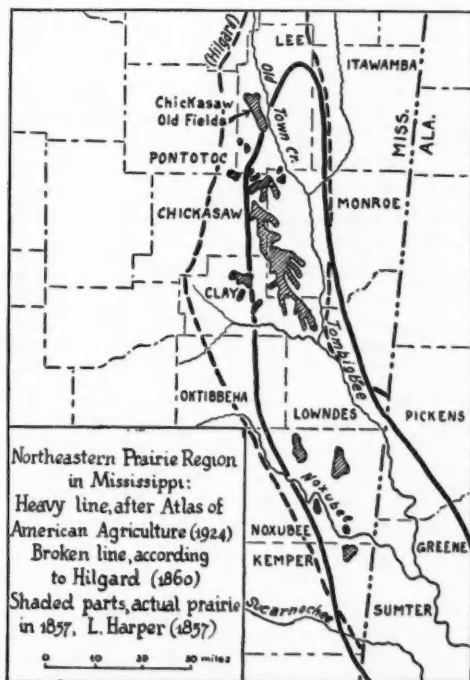 (Hilgard)
LEE
ITAWAMBA
Old
Town Cr.
Chickasaw
Old Fields
MISS.
ALA.
PONTOTOC
CHICKASAW
MONROE
CLAY
Tombigbee
OKTIBBEHA
LOWNDES
PICKENS
Noxubee
NOXUBEE
GREENE
KEMPER
SUMTER
Sucarnochee
Northeastern Prairie Region
in Mississippi:
Heavy line, after Atlas of
American Agriculture (1924)
Broken line, according
to Hilgard (1860)
Shaded parts, actual prairie
in 1857, L. Harper (1857)
0 10 20 30 miles